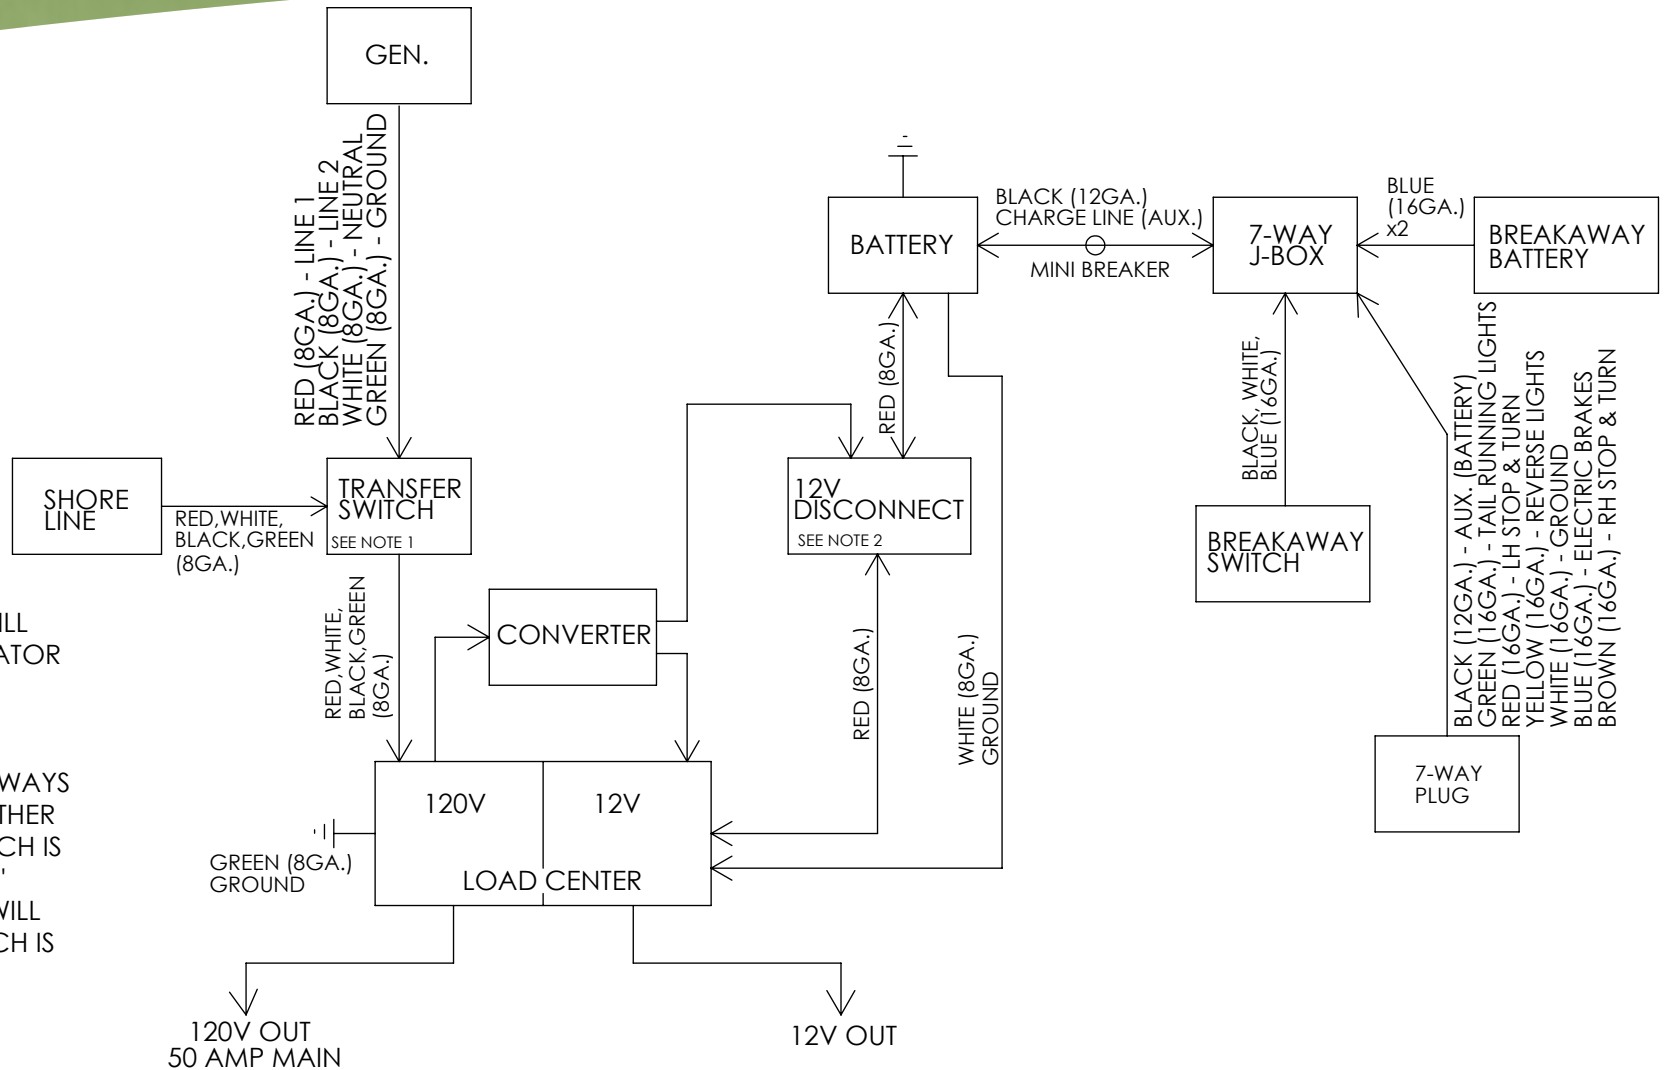 GEN.
RED (8GA.) - LINE 1
BLACK (8GA.) - LINE 2
WHITE (8GA.) - NEUTRAL
GREEN (8GA.) - GROUND
SHORE
LINE
RED,WHITE,
BLACK,GREEN
(8GA.)
TRANSFER
SWITCH
SEE NOTE 1
RED,WHITE,
BLACK,GREEN
(8GA.)
CONVERTER
120V
12V
LOAD CENTER
GREEN (8GA.)
GROUND
120V OUT
50 AMP MAIN
12V OUT
BATTERY
RED (8GA.)
12V
DISCONNECT
SEE NOTE 2
RED (8GA.)
WHITE (8GA.)
GROUND
BLACK (12GA.)
CHARGE LINE (AUX.)
MINI BREAKER
7-WAY
J-BOX
BLUE
(16GA.)
x2
BREAKAWAY
BATTERY
BLACK, WHITE,
BLUE (16GA.)
BREAKAWAY
SWITCH
BLACK (12GA.) - AUX. (BATTERY)
GREEN (16GA.) - TAIL RUNNING LIGHTS
RED (16GA.) - LH STOP & TURN
YELLOW (16GA.) - REVERSE LIGHTS
WHITE (16GA.) - GROUND
BLUE (16GA.) - ELECTRIC BRAKES
BROWN (16GA.) - RH STOP & TURN
7-WAY
PLUG
ILL
ATOR
WAYS
THER
CH IS
"
WILL
CH IS